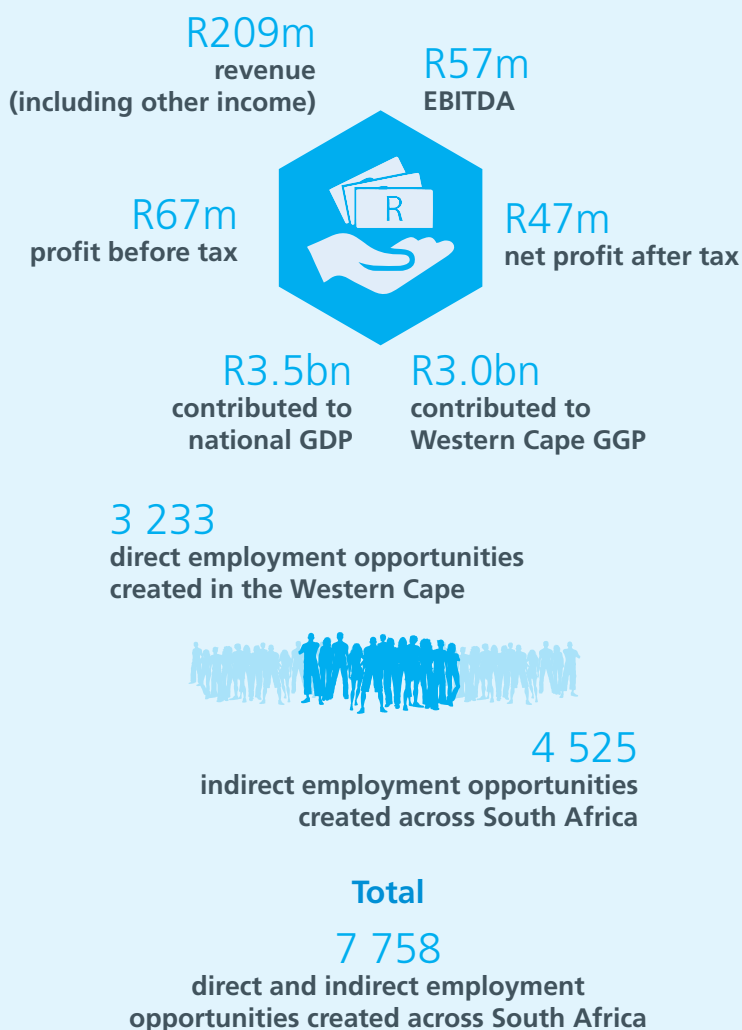 R209m
revenue
(including other income)
R57m
EBITDA
R
R67m
profit before tax
R47m
net profit after tax
R3.5bn
contributed to
national GDP
R3.0bn
contributed to
Western Cape GGP
3 233
direct employment opportunities
created in the Western Cape
4 525
indirect employment opportunities
created across South Africa
Total
7 758
direct and indirect employment
opportunities created across South Africa